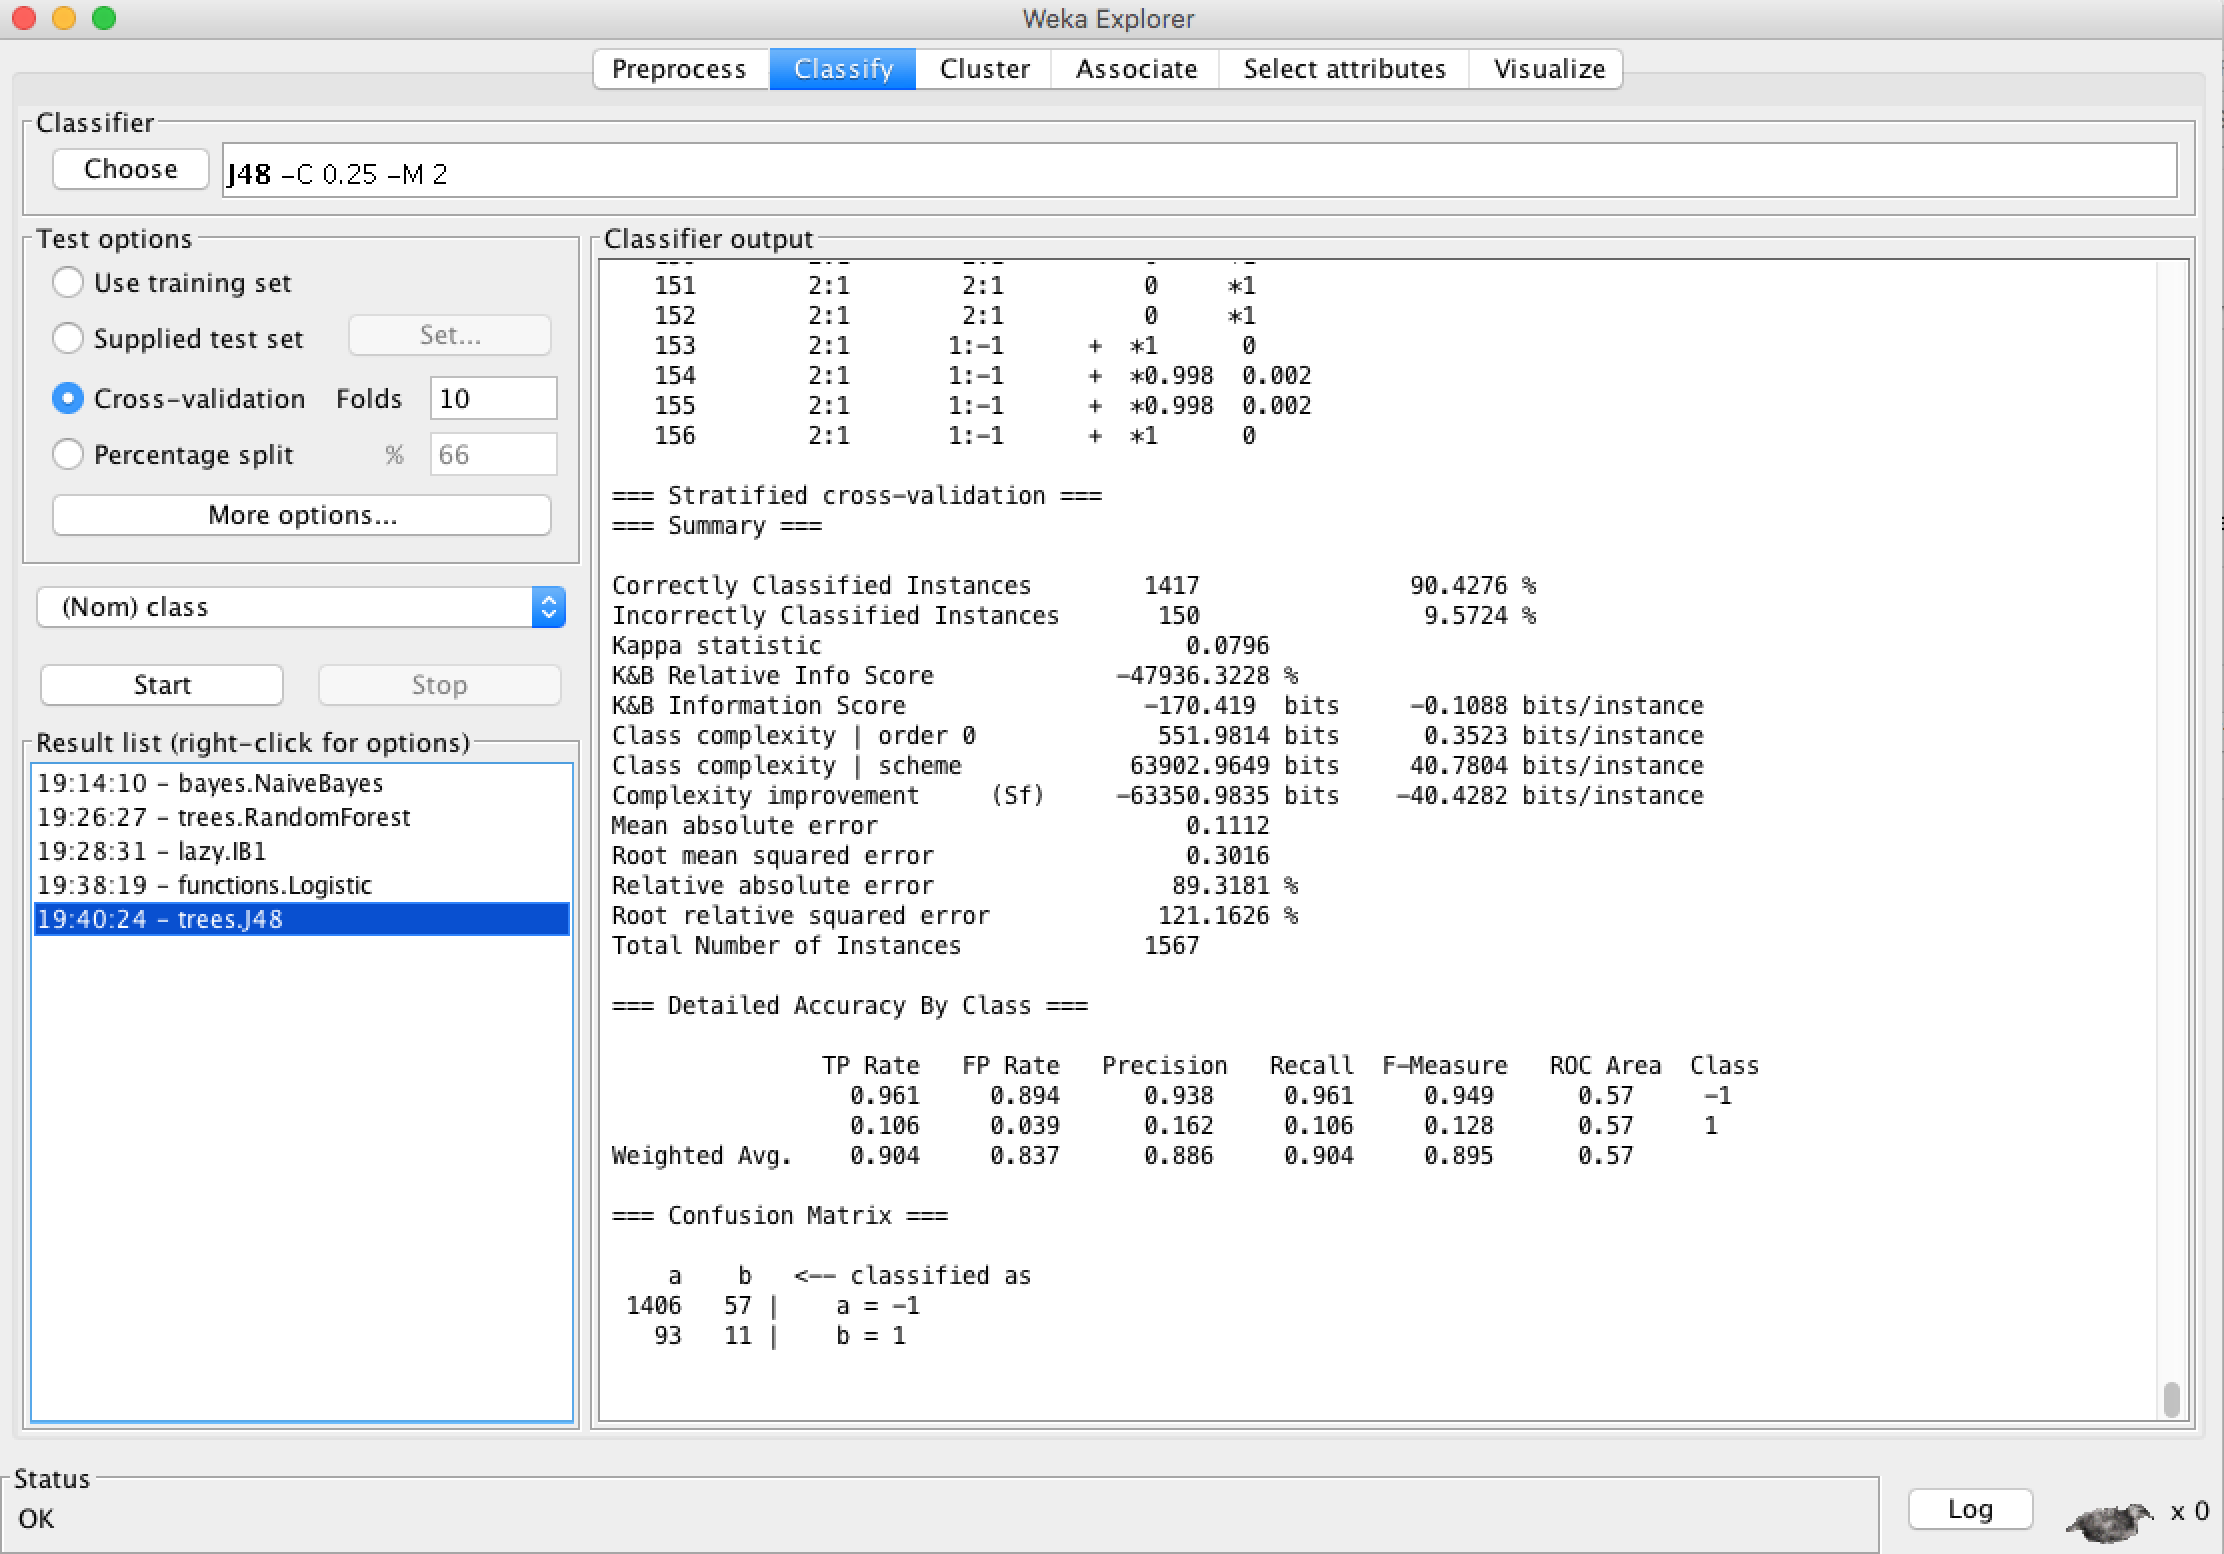 Weka Explorer
Preprocess Classify Cluster Associate Select attributes Visualize
Classifier
Choose J48 -C 0.25 -M 2
Test options
Use training set
Supplied test set Set...
Cross-validation Folds 10
Percentage split % 66
More options...
(Nom) class
Start Stop
Result list (right-click for options)
19:14:10 - bayes.NaiveBayes
19:26:27 - trees.RandomForest
19:28:31 - lazy.IB1
19:38:19 - functions.Logistic
19:40:24 - trees.J48
Classifier output
151 2:1 2:1 0 *1
152 2:1 2:1 0 *1
153 2:1 1:-1 + *1 0
154 2:1 1:-1 + *0.998 0.002
155 2:1 1:-1 + *0.998 0.002
156 2:1 1:-1 + *1 0
=== Stratified cross-validation ===
=== Summary ===
Correctly Classified Instances 1417 90.4276 %
Incorrectly Classified Instances 150 9.5724 %
Kappa statistic 0.0796
K&B Relative Info Score -47936.3228 %
K&B Information Score -170.419 bits -0.1088 bits/instance
Class complexity | order 0 551.9814 bits 0.3523 bits/instance
Class complexity | scheme 63902.9649 bits 40.7804 bits/instance
Complexity improvement (Sf) -63350.9835 bits -40.4282 bits/instance
Mean absolute error 0.1112
Root mean squared error 0.3016
Relative absolute error 89.3181 %
Root relative squared error 121.1626 %
Total Number of Instances 1567
=== Detailed Accuracy By Class ===
TP Rate FP Rate Precision Recall F-Measure ROC Area Class
0.961 0.894 0.938 0.961 0.949 0.57 -1
0.106 0.039 0.162 0.106 0.128 0.57 1
Weighted Avg. 0.904 0.837 0.886 0.904 0.895 0.57
=== Confusion Matrix ===
a b <-- classified as
1406 57 | a = -1
93 11 | b = 1
Status
OK
Log x 0